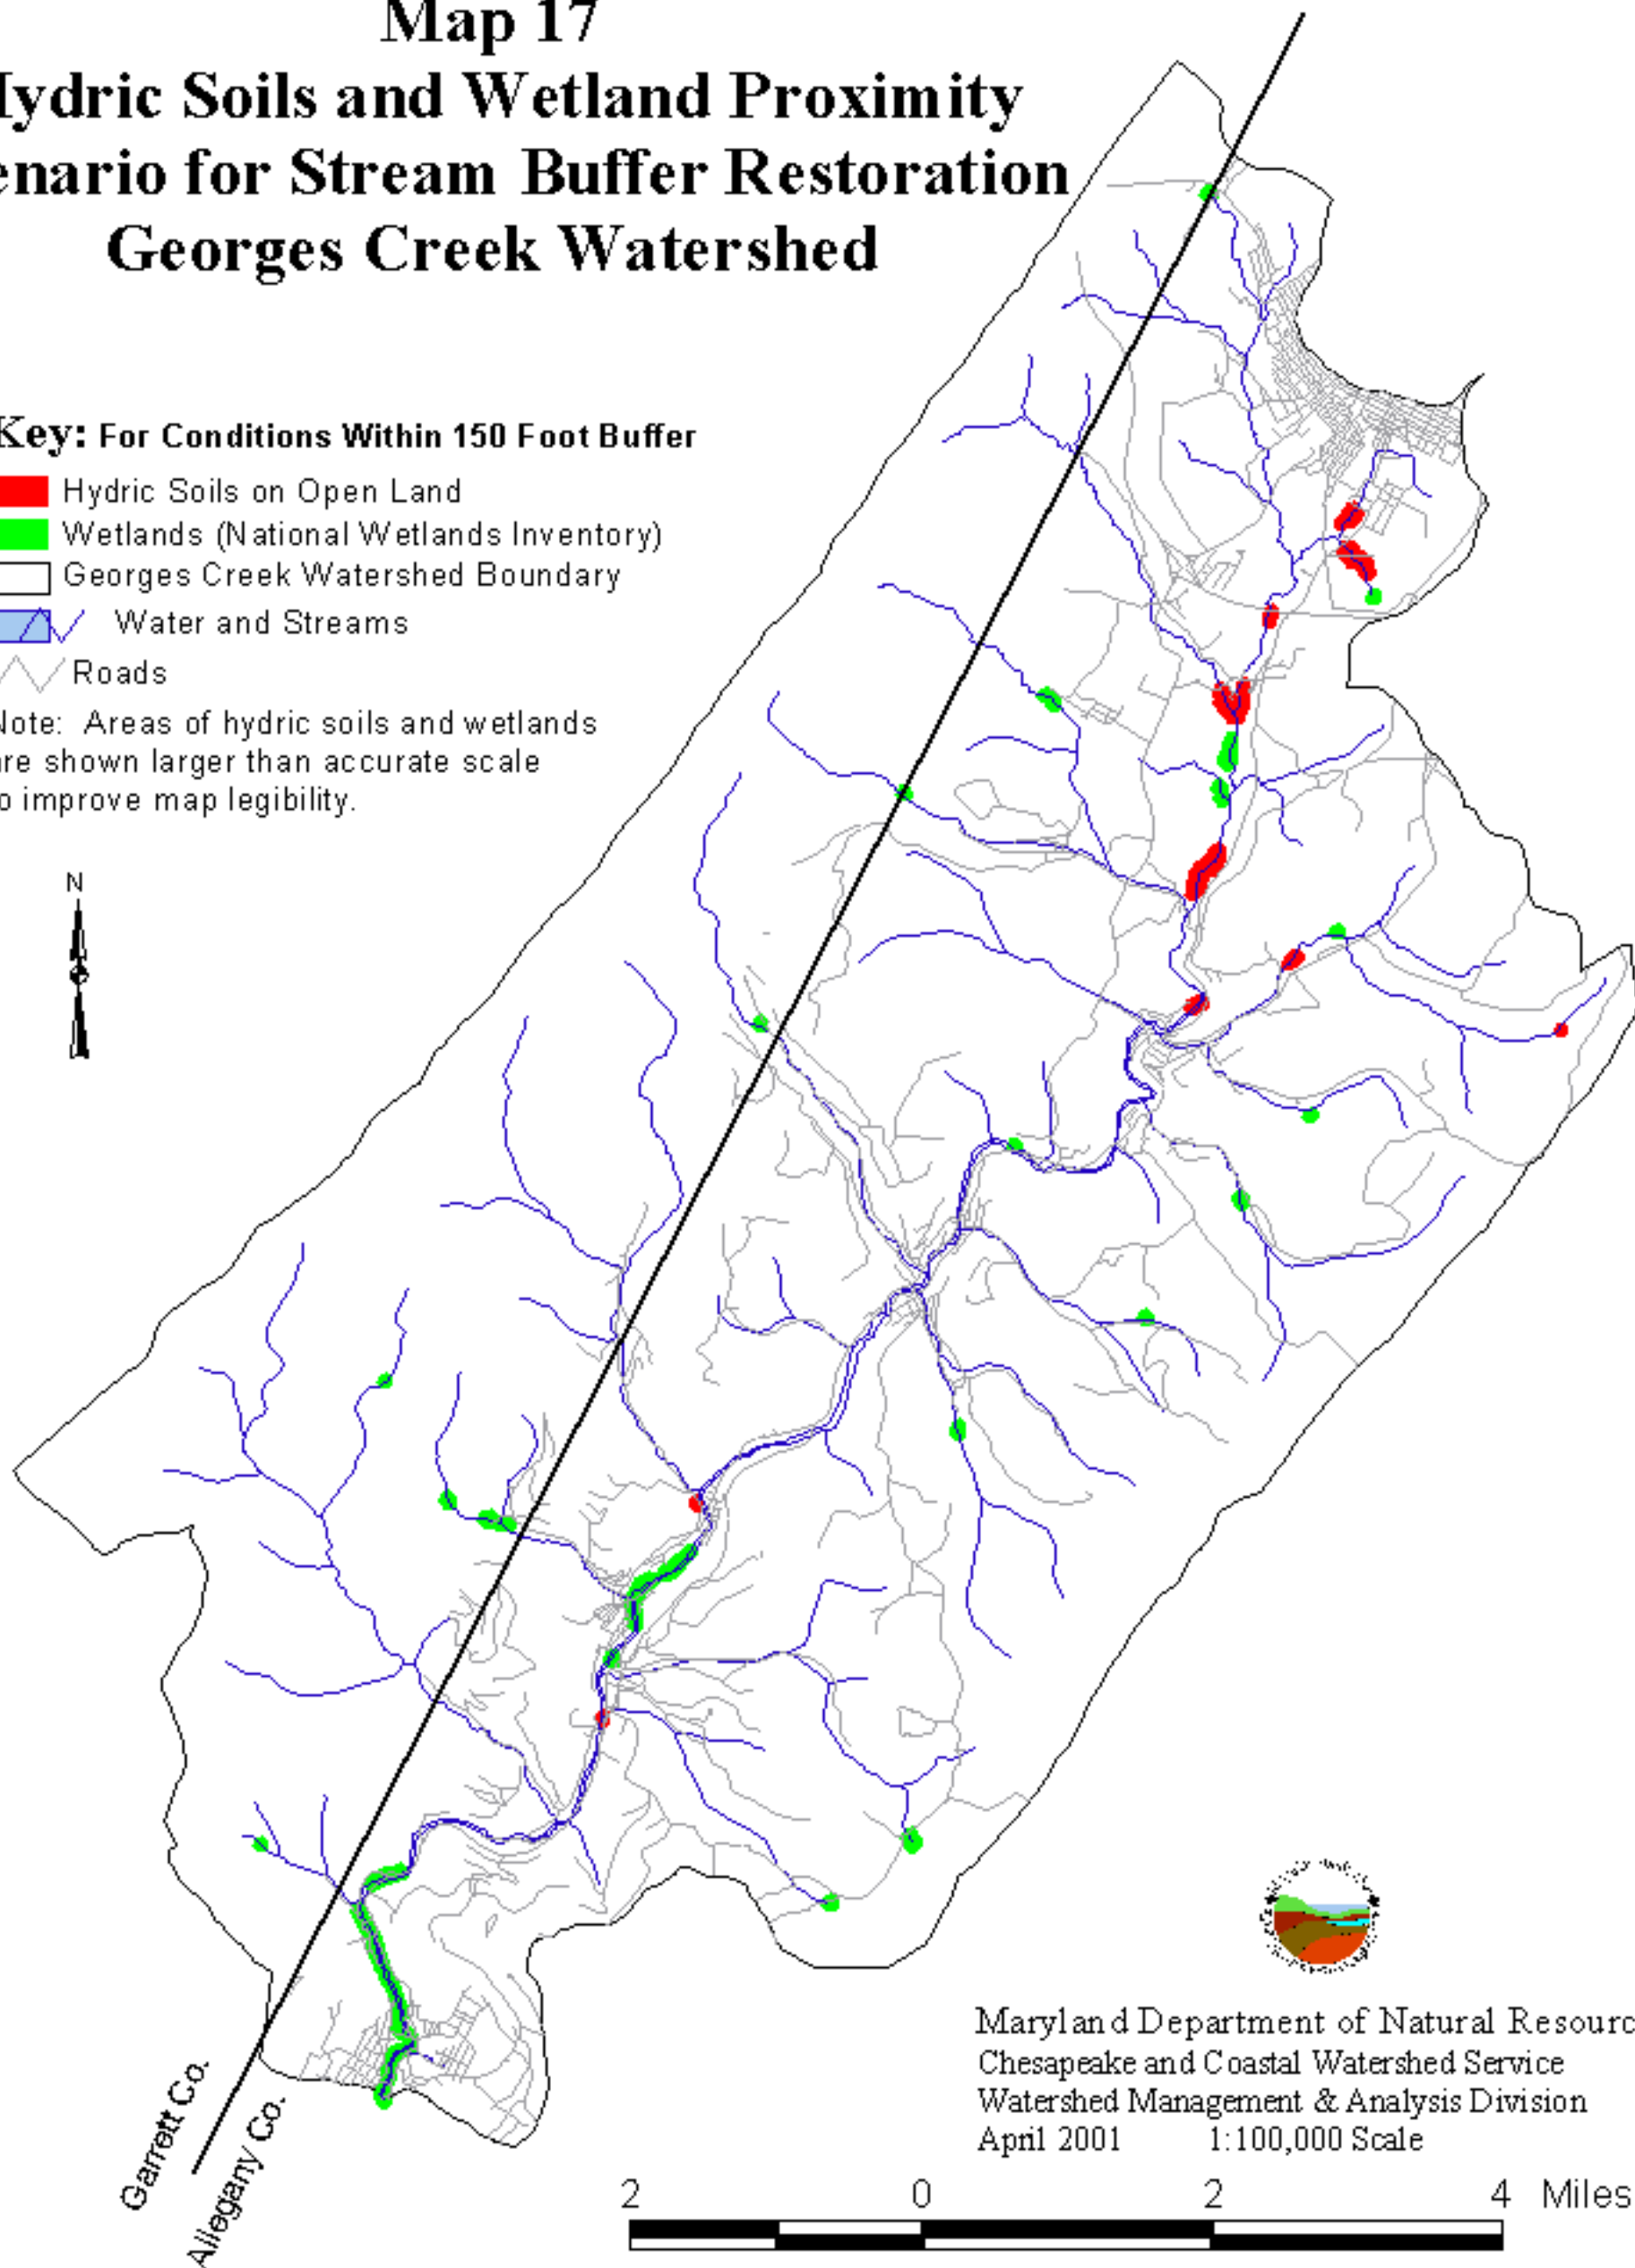 Map 17
ydric Soils and Wetland Proximity
enario for Stream Buffer Restoration
Georges Creek Watershed
Key: For Conditions Within 150 Foot Buffer
Hydric Soils on Open Land
Wetlands (National Wetlands Inventory)
Georges Creek Watershed Boundary
Water and Streams
Roads
Note: Areas of hydric soils and wetlands
are shown larger than accurate scale
to improve map legibility.
N
Garrett Co.
Allegany Co.
Maryland Department of Natural Resourc
Chesapeake and Coastal Watershed Service
Watershed Management & Analysis Division
April 2001 1:100,000 Scale
2 0 2 4 Miles